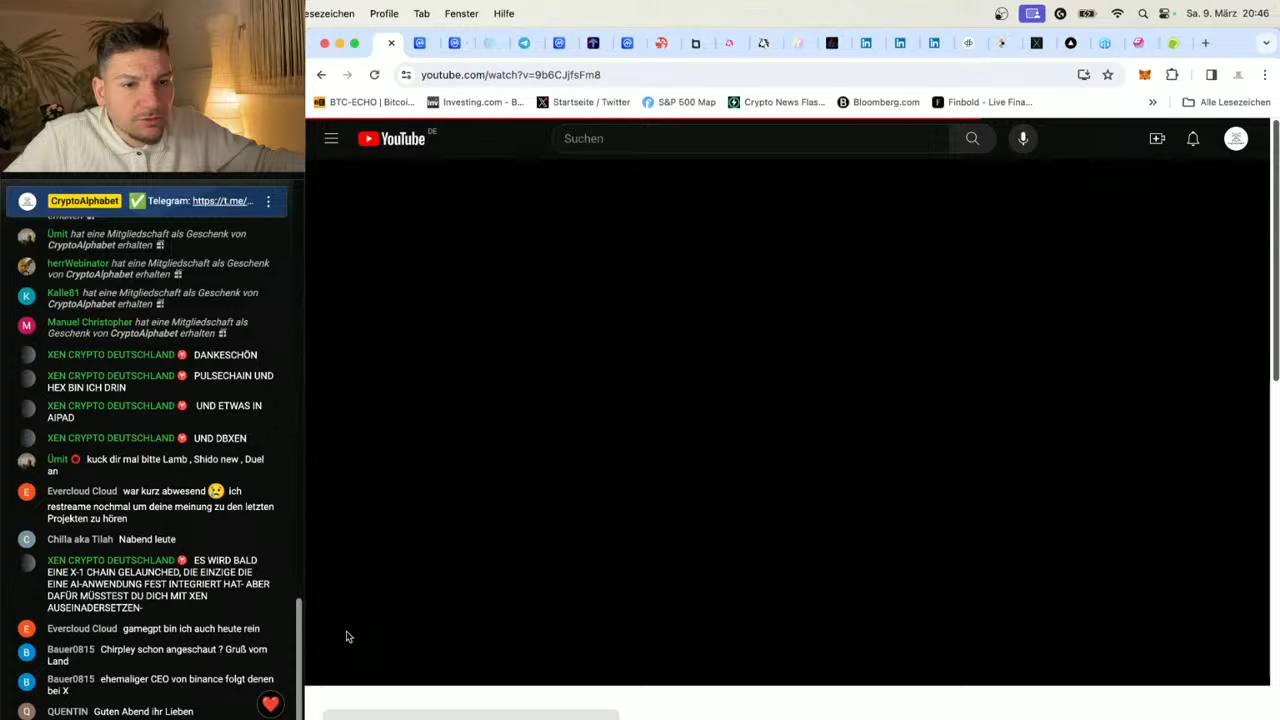 esezeichen Profile Tab Fenster Hilfe Sa. 9. März 20:46
youtube.com/watch?v=9b6CJjfsFm8
BTC-ECHO | Bitcoi... Investing.com - B... Startseite / Twitter S&P 500 Map Crypto News Flas... Bloomberg.com Finbold - Live Fina... » Alle Lesezeichen
YouTube DE Suchen
CryptoAlphabet ✅ Telegram: https://t.me/...
erhalten
Ümit hat eine Mitgliedschaft als Geschenk von
CryptoAlphabet erhalten
herrWebinator hat eine Mitgliedschaft als Geschenk
von CryptoAlphabet erhalten
K Kalle81 hat eine Mitgliedschaft als Geschenk von
CryptoAlphabet erhalten
M Manuel Christopher hat eine Mitgliedschaft als
Geschenk von CryptoAlphabet erhalten
XEN CRYPTO DEUTSCHLAND DANKESCHÖN
XEN CRYPTO DEUTSCHLAND PULSECHAIN UND
HEX BIN ICH DRIN
XEN CRYPTO DEUTSCHLAND UND ETWAS IN
AIPAD
XEN CRYPTO DEUTSCHLAND UND DBXEN
Ümit ⭕ kuck dir mal bitte Lamb , Shido new , Duel
an
E Evercloud Cloud war kurz abwesend 😢 ich
restreame nochmal um deine meinung zu den letzten
Projekten zu hören
C Chilla aka Tilah Nabend leute
XEN CRYPTO DEUTSCHLAND ES WIRD BALD
EINE X-1 CHAIN GELAUNCHED, DIE EINZIGE DIE
EINE AI-ANWENDUNG FEST INTEGRIERT HAT- ABER
DAFÜR MÜSSTEST DU DICH MIT XEN
AUSEINANDERSETZEN-
E Evercloud Cloud gamegpt bin ich auch heute rein
B Bauer0815 Chirpley schon angeschaut ? Gruß vom
Land
B Bauer0815 ehemaliger CEO von binance folgt denen
bei X
Q QUENTIN Guten Abend ihr Lieben